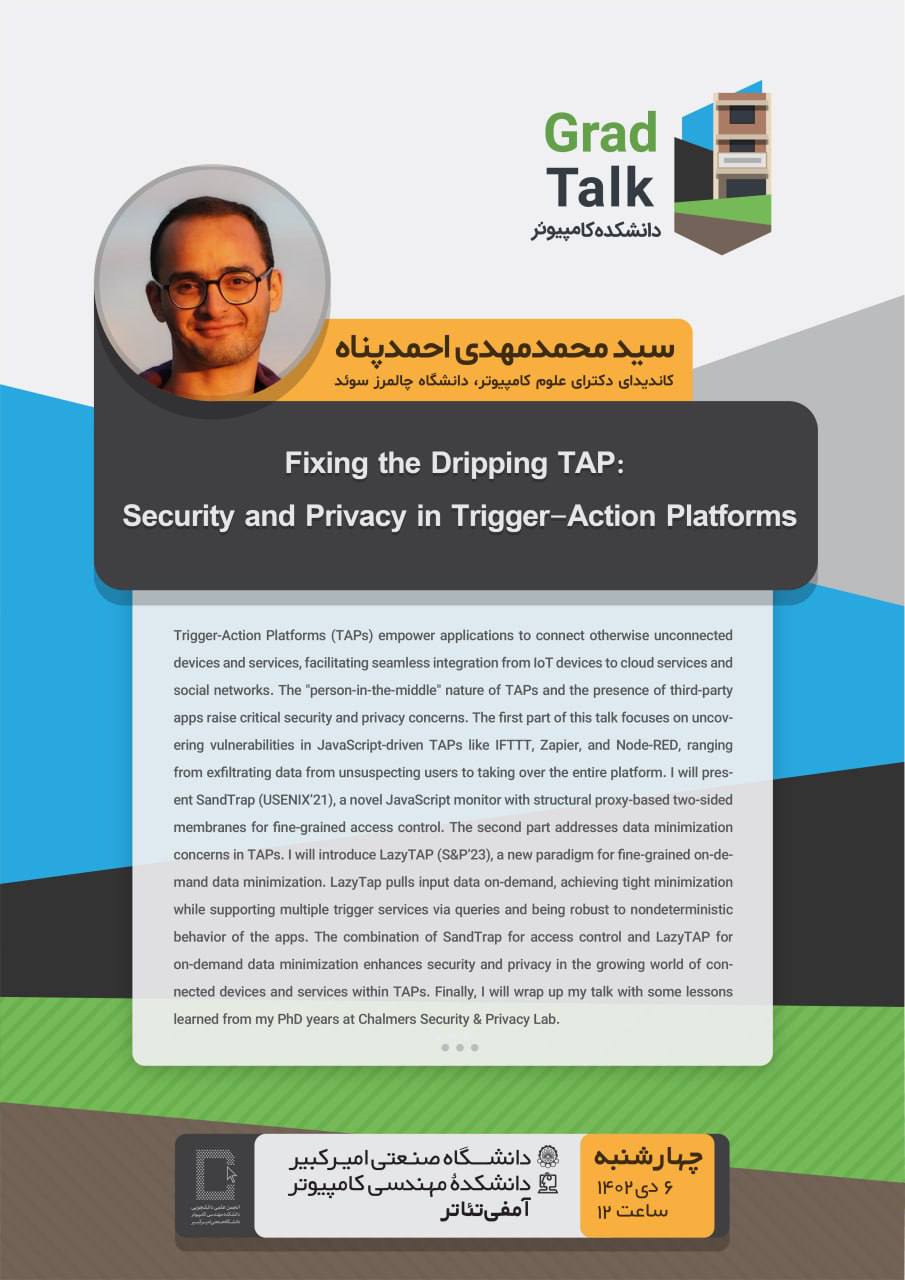 Grad
Talk
دانشکده کامپیوتر
سید محمدمهدی احمدپناه
کاندیدای دکترای علوم کامپیوتر، دانشگاه چالمرز سوئد
Fixing the Dripping TAP:
Security and Privacy in Trigger–Action Platforms
Trigger-Action Platforms (TAPs) empower applications to connect otherwise unconnected
devices and services, facilitating seamless integration from IoT devices to cloud services and
social networks. The "person-in-the-middle" nature of TAPs and the presence of third-party
apps raise critical security and privacy concerns. The first part of this talk focuses on uncov-
ering vulnerabilities in JavaScript-driven TAPs like IFTTT, Zapier, and Node-RED, ranging
from exfiltrating data from unsuspecting users to taking over the entire platform. I will pres-
ent SandTrap (USENIX'21), a novel JavaScript monitor with structural proxy-based two-sided
membranes for fine-grained access control. The second part addresses data minimization
concerns in TAPs. I will introduce LazyTAP (S&P'23), a new paradigm for fine-grained on-de-
mand data minimization. LazyTap pulls input data on-demand, achieving tight minimization
while supporting multiple trigger services via queries and being robust to nondeterministic
behavior of the apps. The combination of SandTrap for access control and LazyTAP for
on-demand data minimization enhances security and privacy in the growing world of con-
nected devices and services within TAPs. Finally, I will wrap up my talk with some lessons
learned from my PhD years at Chalmers Security & Privacy Lab.
چهارشنبه
۶ دی ۱۴۰۲
ساعت ۱۲
دانشگاه صنعتی امیرکبیر
دانشکدهٔ مهندسی کامپیوتر
آمفی‌تئاتر
انجمن علمی دانشجویی
دانشکده مهندسی کامپیوتر
دانشگاه صنعتی امیرکبیر